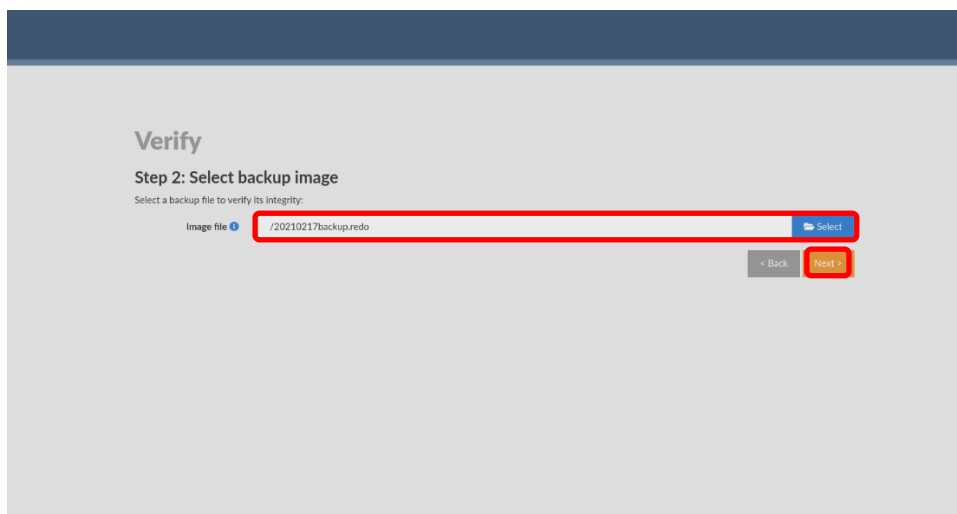 Verify
Step 2: Select backup image
Select a backup file to verify its integrity:
Image file /20210217backup.redo Select
< Back Next >